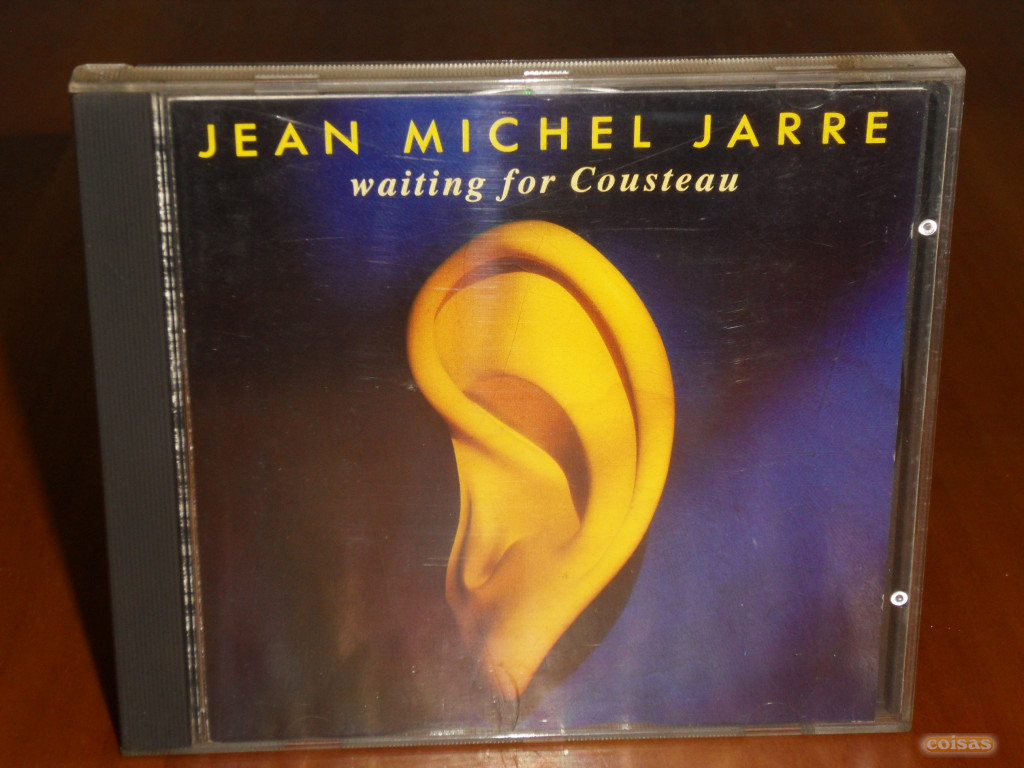 JEAN MICHEL JARRE
waiting for Cousteau
coisas